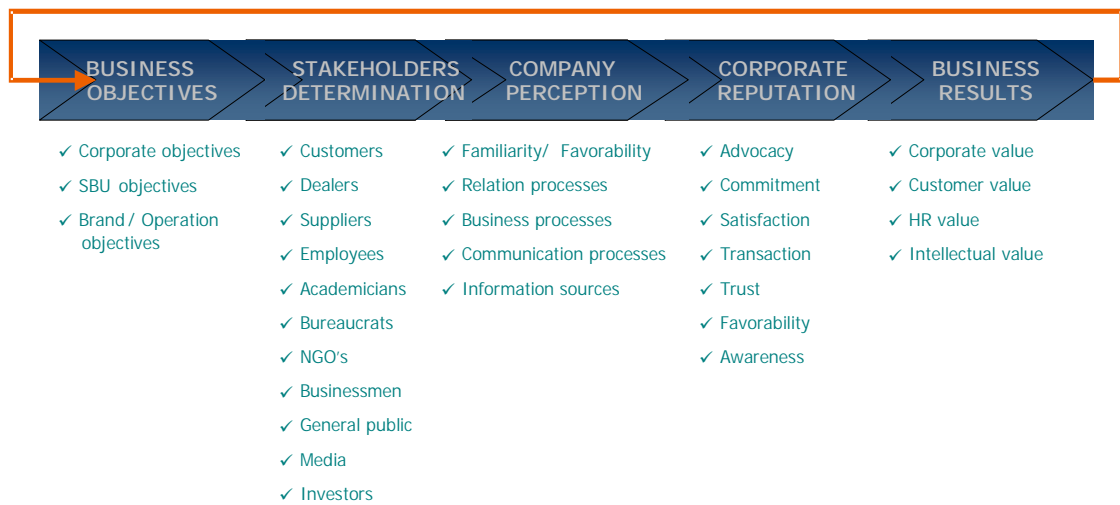 BUSINESS
OBJECTIVES
STAKEHOLDERS
DETERMINATION
COMPANY
PERCEPTION
CORPORATE
REPUTATION
BUSINESS
RESULTS
✓ Corporate objectives
✓ SBU objectives
✓ Brand / Operation
objectives
✓ Customers
✓ Dealers
✓ Suppliers
✓ Employees
✓ Academicians
✓ Bureaucrats
✓ NGO's
✓ Businessmen
✓ General public
✓ Media
✓ Investors
✓ Familiarity/ Favorability
✓ Relation processes
✓ Business processes
✓ Communication processes
✓ Information sources
✓ Advocacy
✓ Commitment
✓ Satisfaction
✓ Transaction
✓ Trust
✓ Favorability
✓ Awareness
✓ Corporate value
✓ Customer value
✓ HR value
✓ Intellectual value